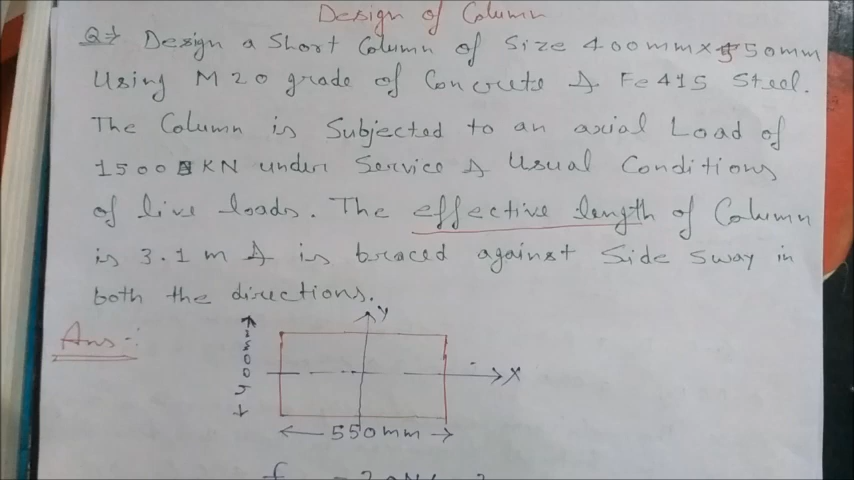 Design of Column
Q⇒ Design a Short Column of Size 400mm×550mm
Using M20 grade of Concrete & Fe415 Steel.
The Column is Subjected to an axial Load of
1500 KN under Service & Usual Conditions
of live loads. The effective length of Column
is 3.1 m & is braced against Side Sway in
both the directions.
Ans:-
Y
X
550mm